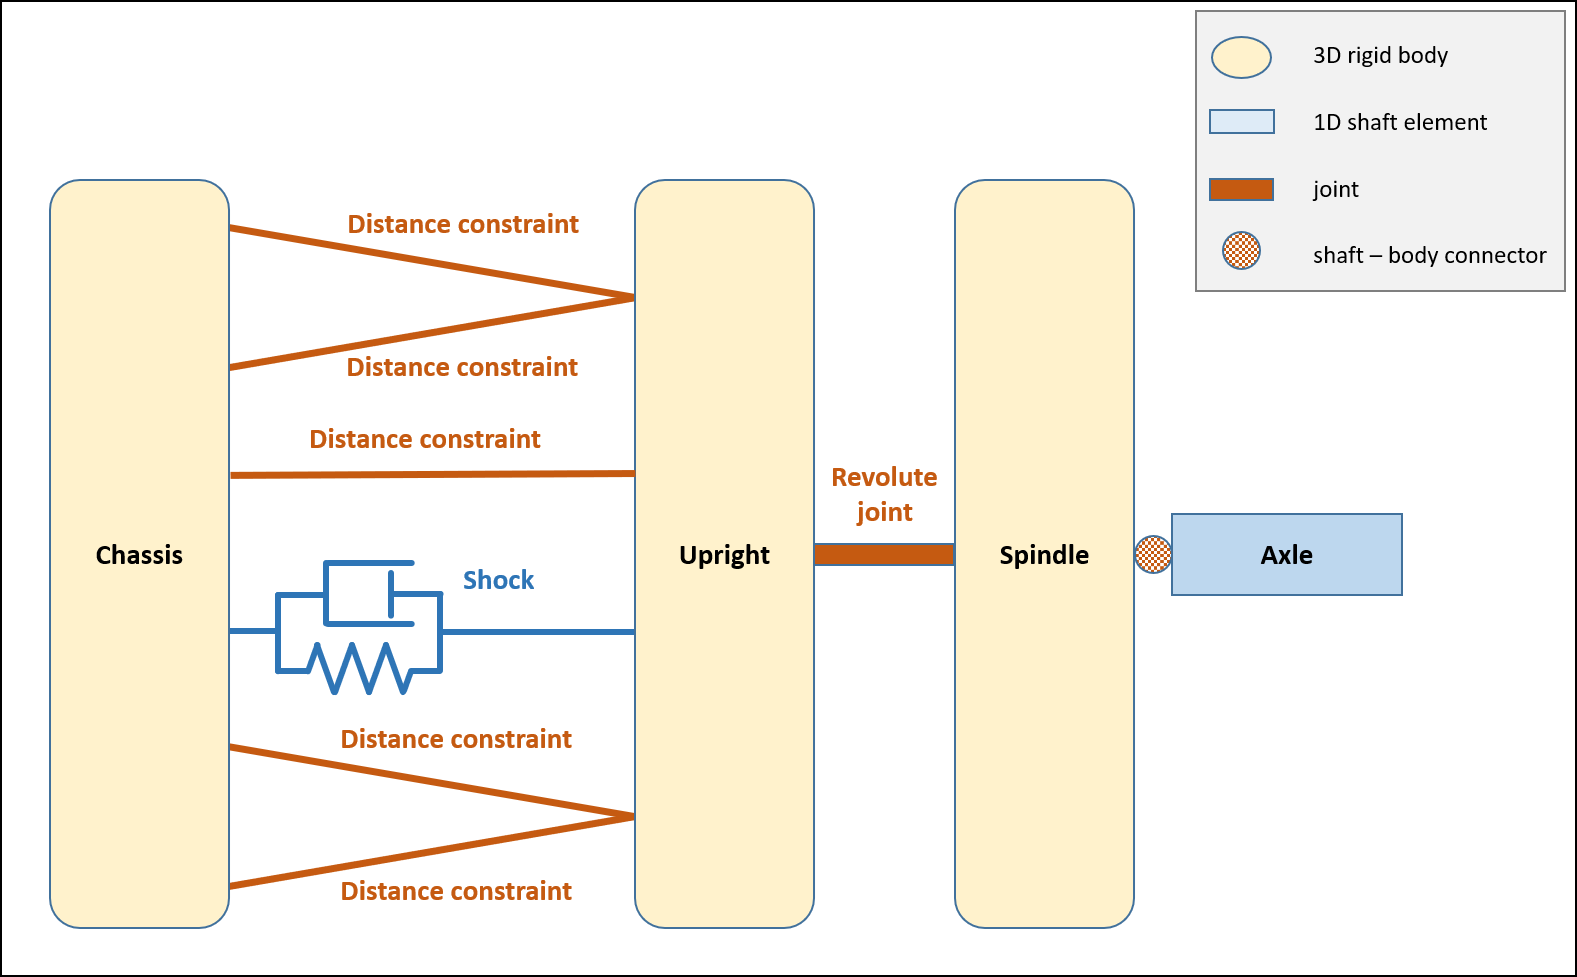 3D rigid body
1D shaft element
joint
shaft – body connector
Distance constraint
Distance constraint
Distance constraint
Revolute
joint
Chassis
Shock
Upright
Spindle
Axle
Distance constraint
Distance constraint